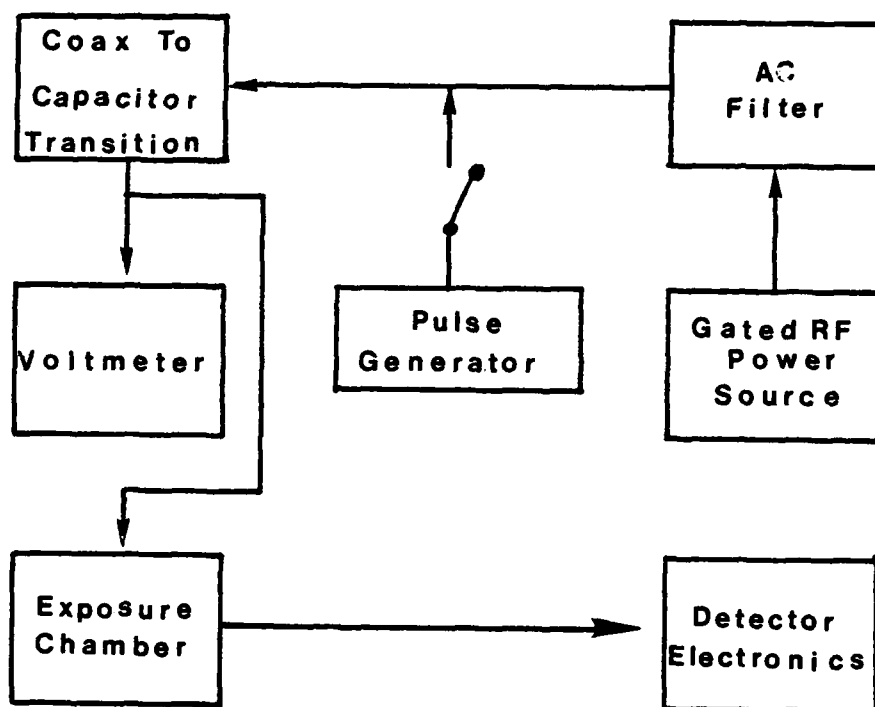 Coax To
Capacitor
Transition
AC
Filter
Pulse
Generator
Gated RF
Power
Source
Voltmeter
Exposure
Chamber
Detector
Electronics